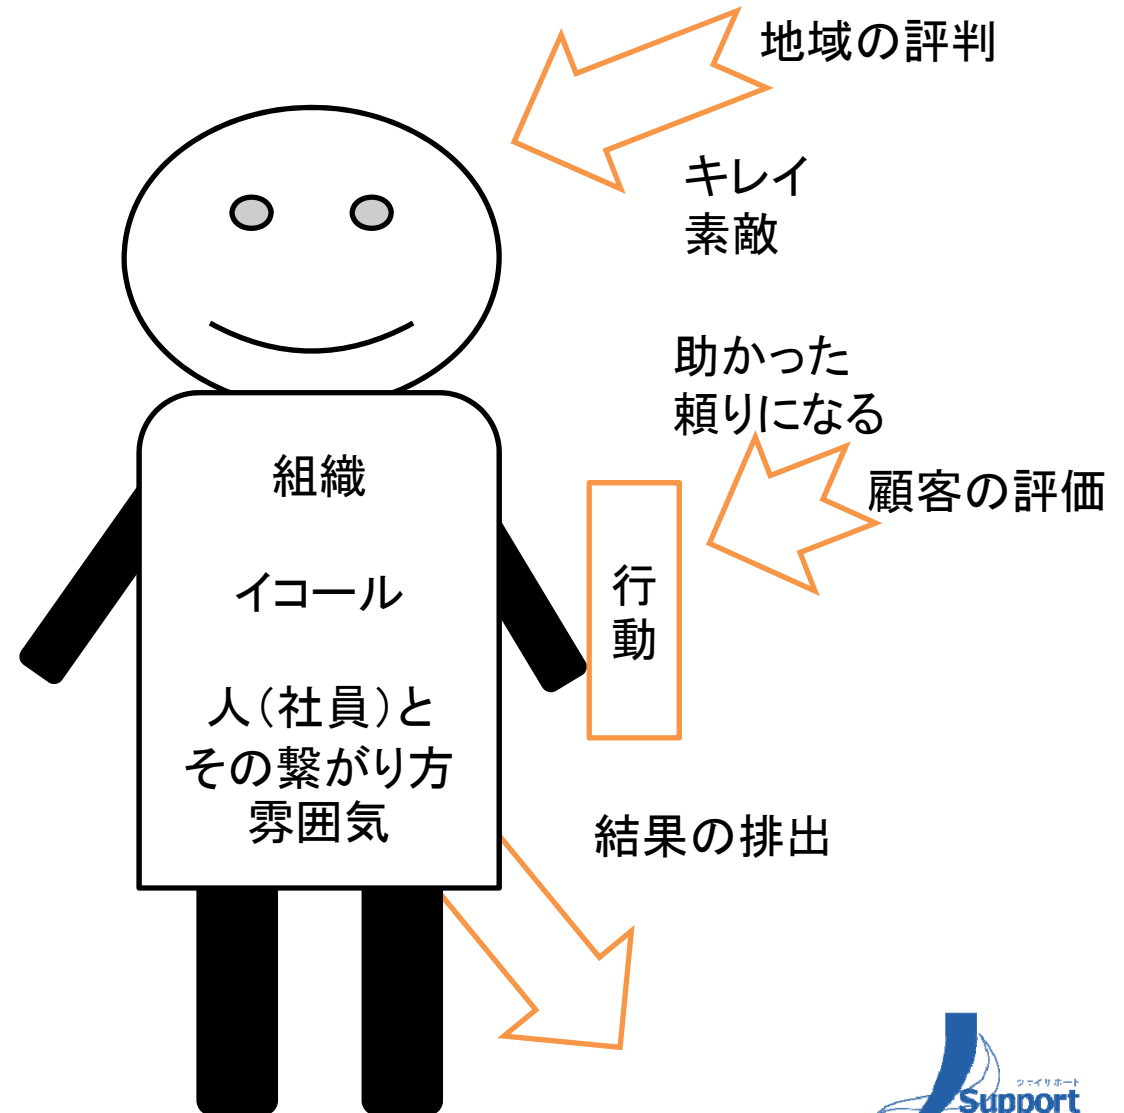 地域の評判
キレイ
素敵
助かった
頼りになる
顧客の評価
組織
イコール
人（社員）と
その繋がり方
雰囲気
行
動
結果の排出
Support